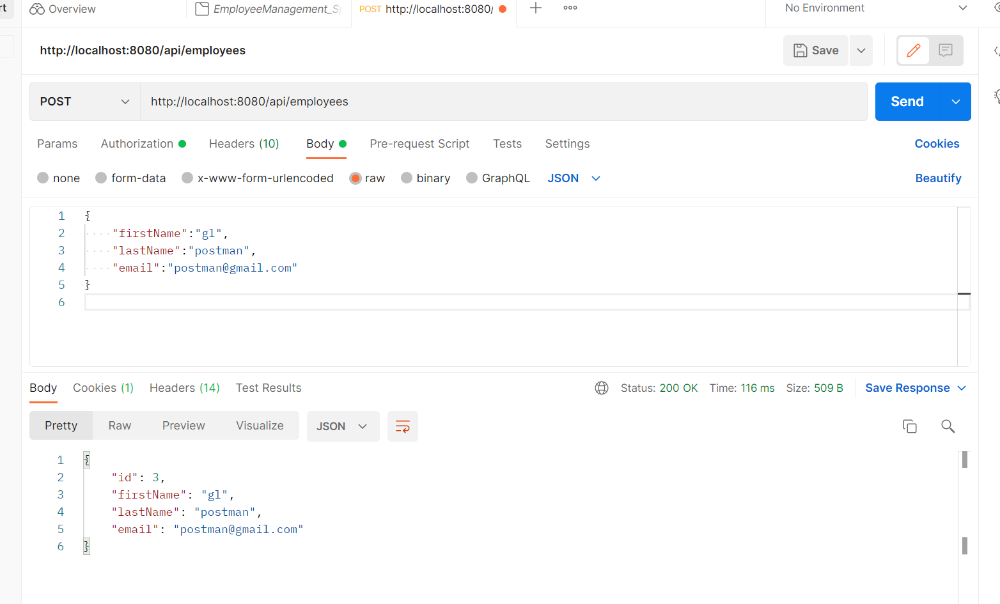 rt
Overview
EmployeeManagement_S
POST http://localhost:8080/
No Environment
http://localhost:8080/api/employees
Save
POST
http://localhost:8080/api/employees
Send
Params
Authorization
Headers (10)
Body
Pre-request Script
Tests
Settings
Cookies
none
form-data
x-www-form-urlencoded
raw
binary
GraphQL
JSON
Beautify
1 {
2 "firstName":"gl",
3 "lastName":"postman",
4 "email":"postman@gmail.com"
5 }
6
Body
Cookies (1)
Headers (14)
Test Results
Status: 200 OK
Time: 116 ms
Size: 509 B
Save Response
Pretty
Raw
Preview
Visualize
JSON
1 {
2 "id": 3,
3 "firstName": "gl",
4 "lastName": "postman",
5 "email": "postman@gmail.com"
6 }